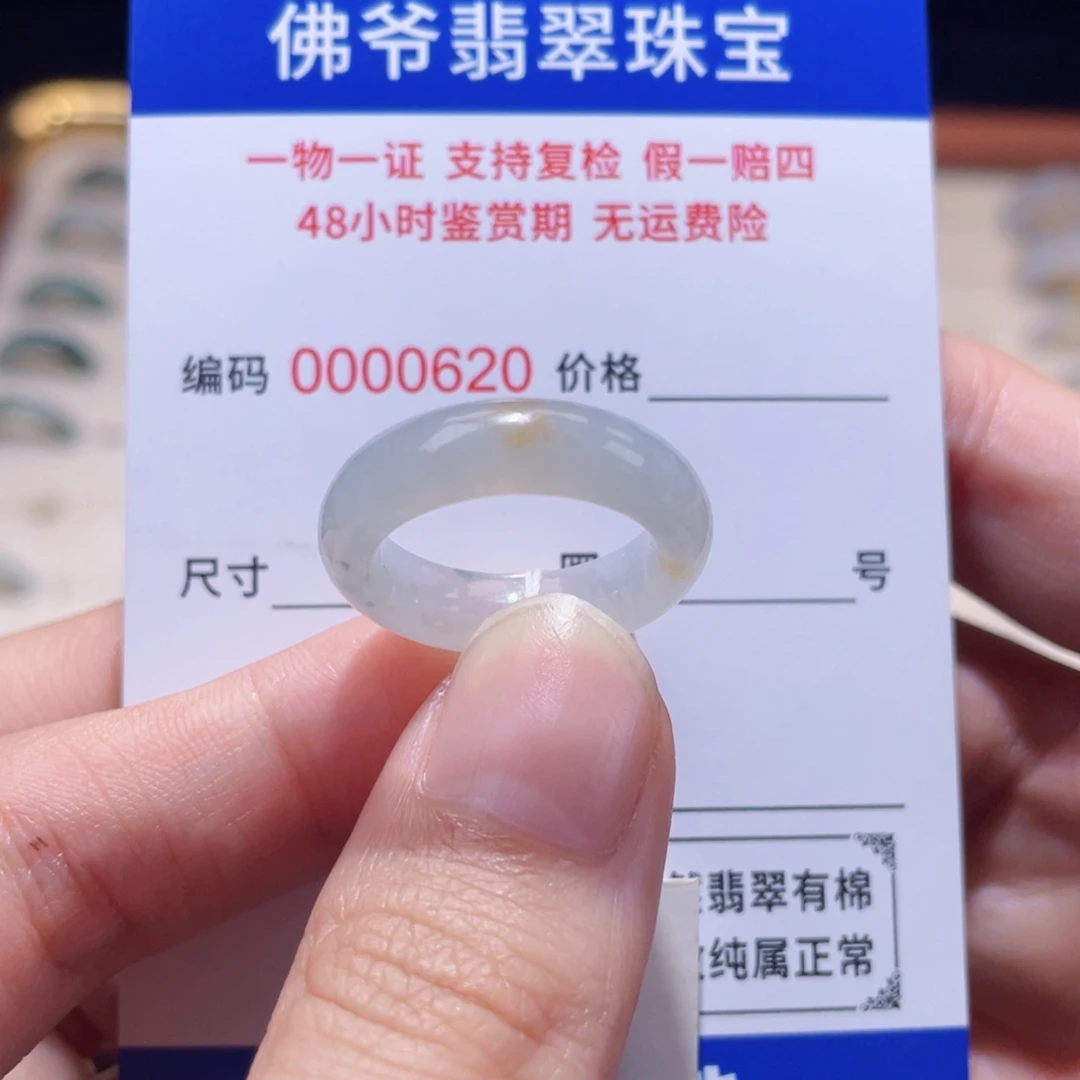 佛爷翡翠珠宝
一物一证 支持复检 假一赔四
48小时鉴赏期 无运费险
编码 0000620 价格
尺寸 号
翡翠有棉
纯属正常